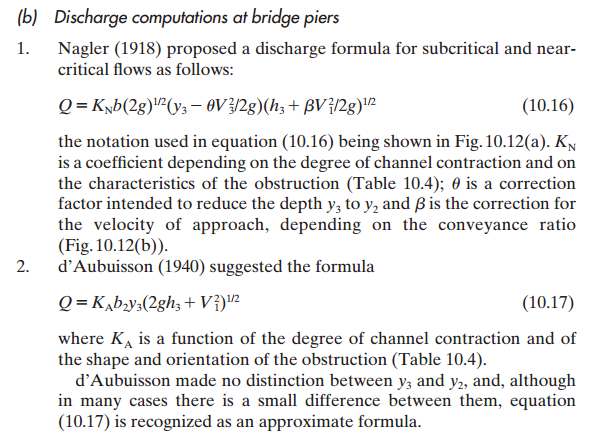 (b) Discharge computations at bridge piers
1. Nagler (1918) proposed a discharge formula for subcritical and near-
critical flows as follows:
Q = K_N b(2g)^{1/2}(y_3 − θV_3^2/2g)(h_3 + βV_1^2/2g)^{1/2} (10.16)
the notation used in equation (10.16) being shown in Fig. 10.12(a). K_N
is a coefficient depending on the degree of channel contraction and on
the characteristics of the obstruction (Table 10.4); θ is a correction
factor intended to reduce the depth y_3 to y_2 and β is the correction for
the velocity of approach, depending on the conveyance ratio
(Fig. 10.12(b)).
2. d'Aubuisson (1940) suggested the formula
Q = K_A b_2 y_3(2gh_3 + V_1^2)^{1/2} (10.17)
where K_A is a function of the degree of channel contraction and of
the shape and orientation of the obstruction (Table 10.4).
d'Aubuisson made no distinction between y_3 and y_2, and, although
in many cases there is a small difference between them, equation
(10.17) is recognized as an approximate formula.